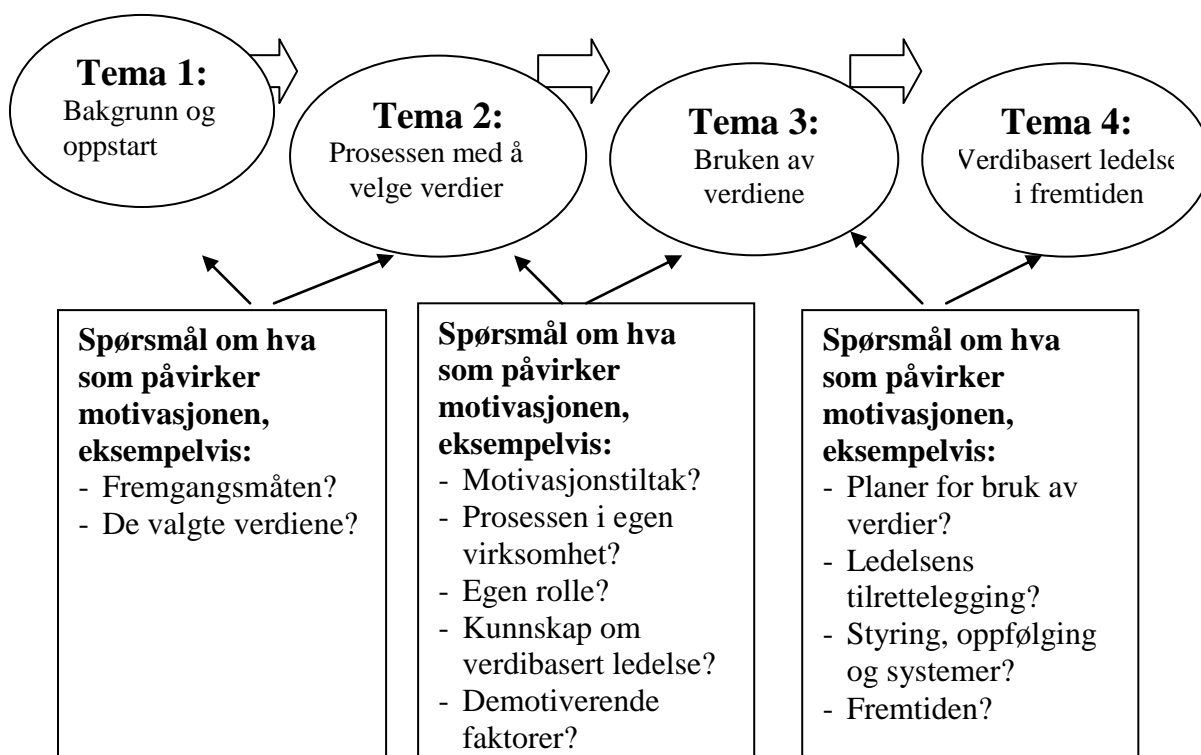 Tema 1:
Bakgrunn og
oppstart
Tema 2:
Prosessen med å
velge verdier
Tema 3:
Bruken av
verdiene
Tema 4:
Verdibasert ledelse
i fremtiden
Spørsmål om hva
som påvirker
motivasjonen,
eksempelvis:
- Fremgangsmåten?
- De valgte verdiene?
Spørsmål om hva
som påvirker
motivasjonen,
eksempelvis:
- Motivasjonstiltak?
- Prosessen i egen
virksomhet?
- Egen rolle?
- Kunnskap om
verdibasert ledelse?
- Demotiverende
faktorer?
Spørsmål om hva
som påvirker
motivasjonen,
eksempelvis:
- Planer for bruk av
verdier?
- Ledelsens
tilrettelegging?
- Styring, oppfølging
og systemer?
- Fremtiden?